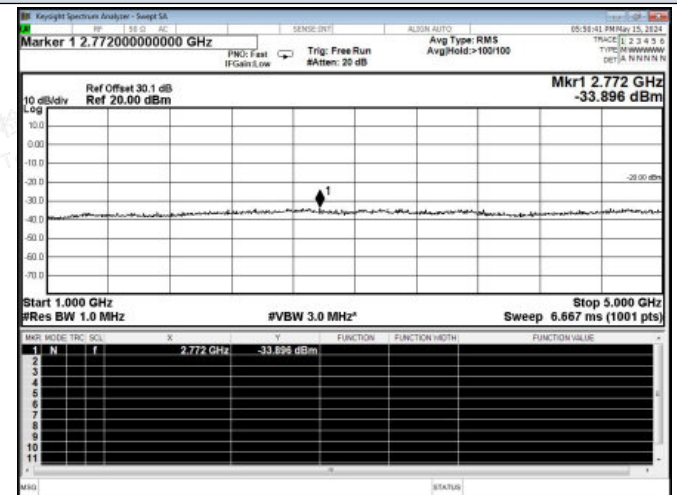 Keysight Spectrum Analyzer - Swept SA
RF 50 Ω AC SENSE:INT ALIGN AUTO 05:50:41 PM May 15, 2024
Marker 1 2.772000000000 GHz
PNO: Fast
IFGain:Low
Trig: Free Run
#Atten: 20 dB
Avg Type: RMS
Avg|Hold:>100/100
TRACE 1 2 3 4 5 6
TYPE M WWWWW
DET A N N N N N
Ref Offset 30.1 dB
Ref 20.00 dBm
10 dB/div
Log
Mkr1 2.772 GHz
-33.896 dBm
10.0
0.00
-10.0
-20.0
-30.0
-40.0
-50.0
-60.0
-70.0
1
Start 1.000 GHz
Stop 5.000 GHz
#Res BW 1.0 MHz
#VBW 3.0 MHz*
Sweep 6.667 ms (1001 pts)
MKR MODE TRC SCL X Y FUNCTION FUNCTION WIDTH FUNCTION VALUE
1 N f 2.772 GHz -33.896 dBm
2
3
4
5
6
7
8
9
10
11
MSG STATUS